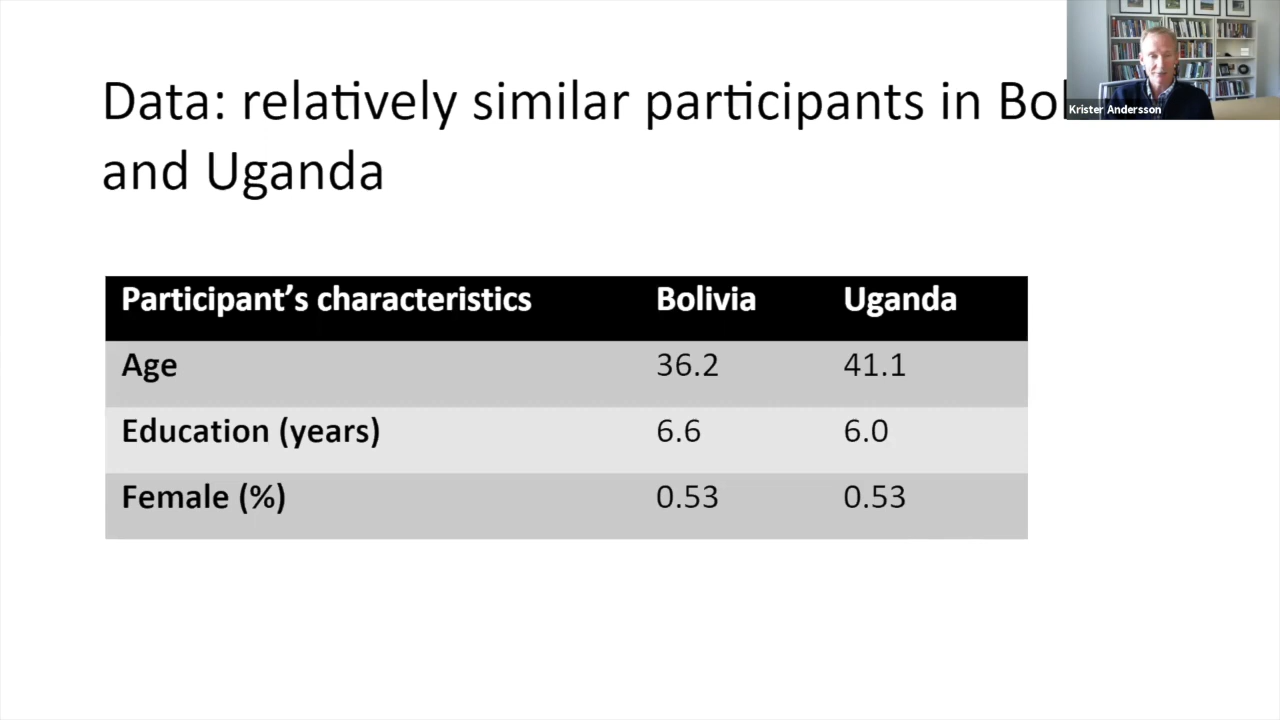 Data: relatively similar participants in Bol
and Uganda
Krister Andersson
Participant’s characteristics Bolivia Uganda
Age 36.2 41.1
Education (years) 6.6 6.0
Female (%) 0.53 0.53